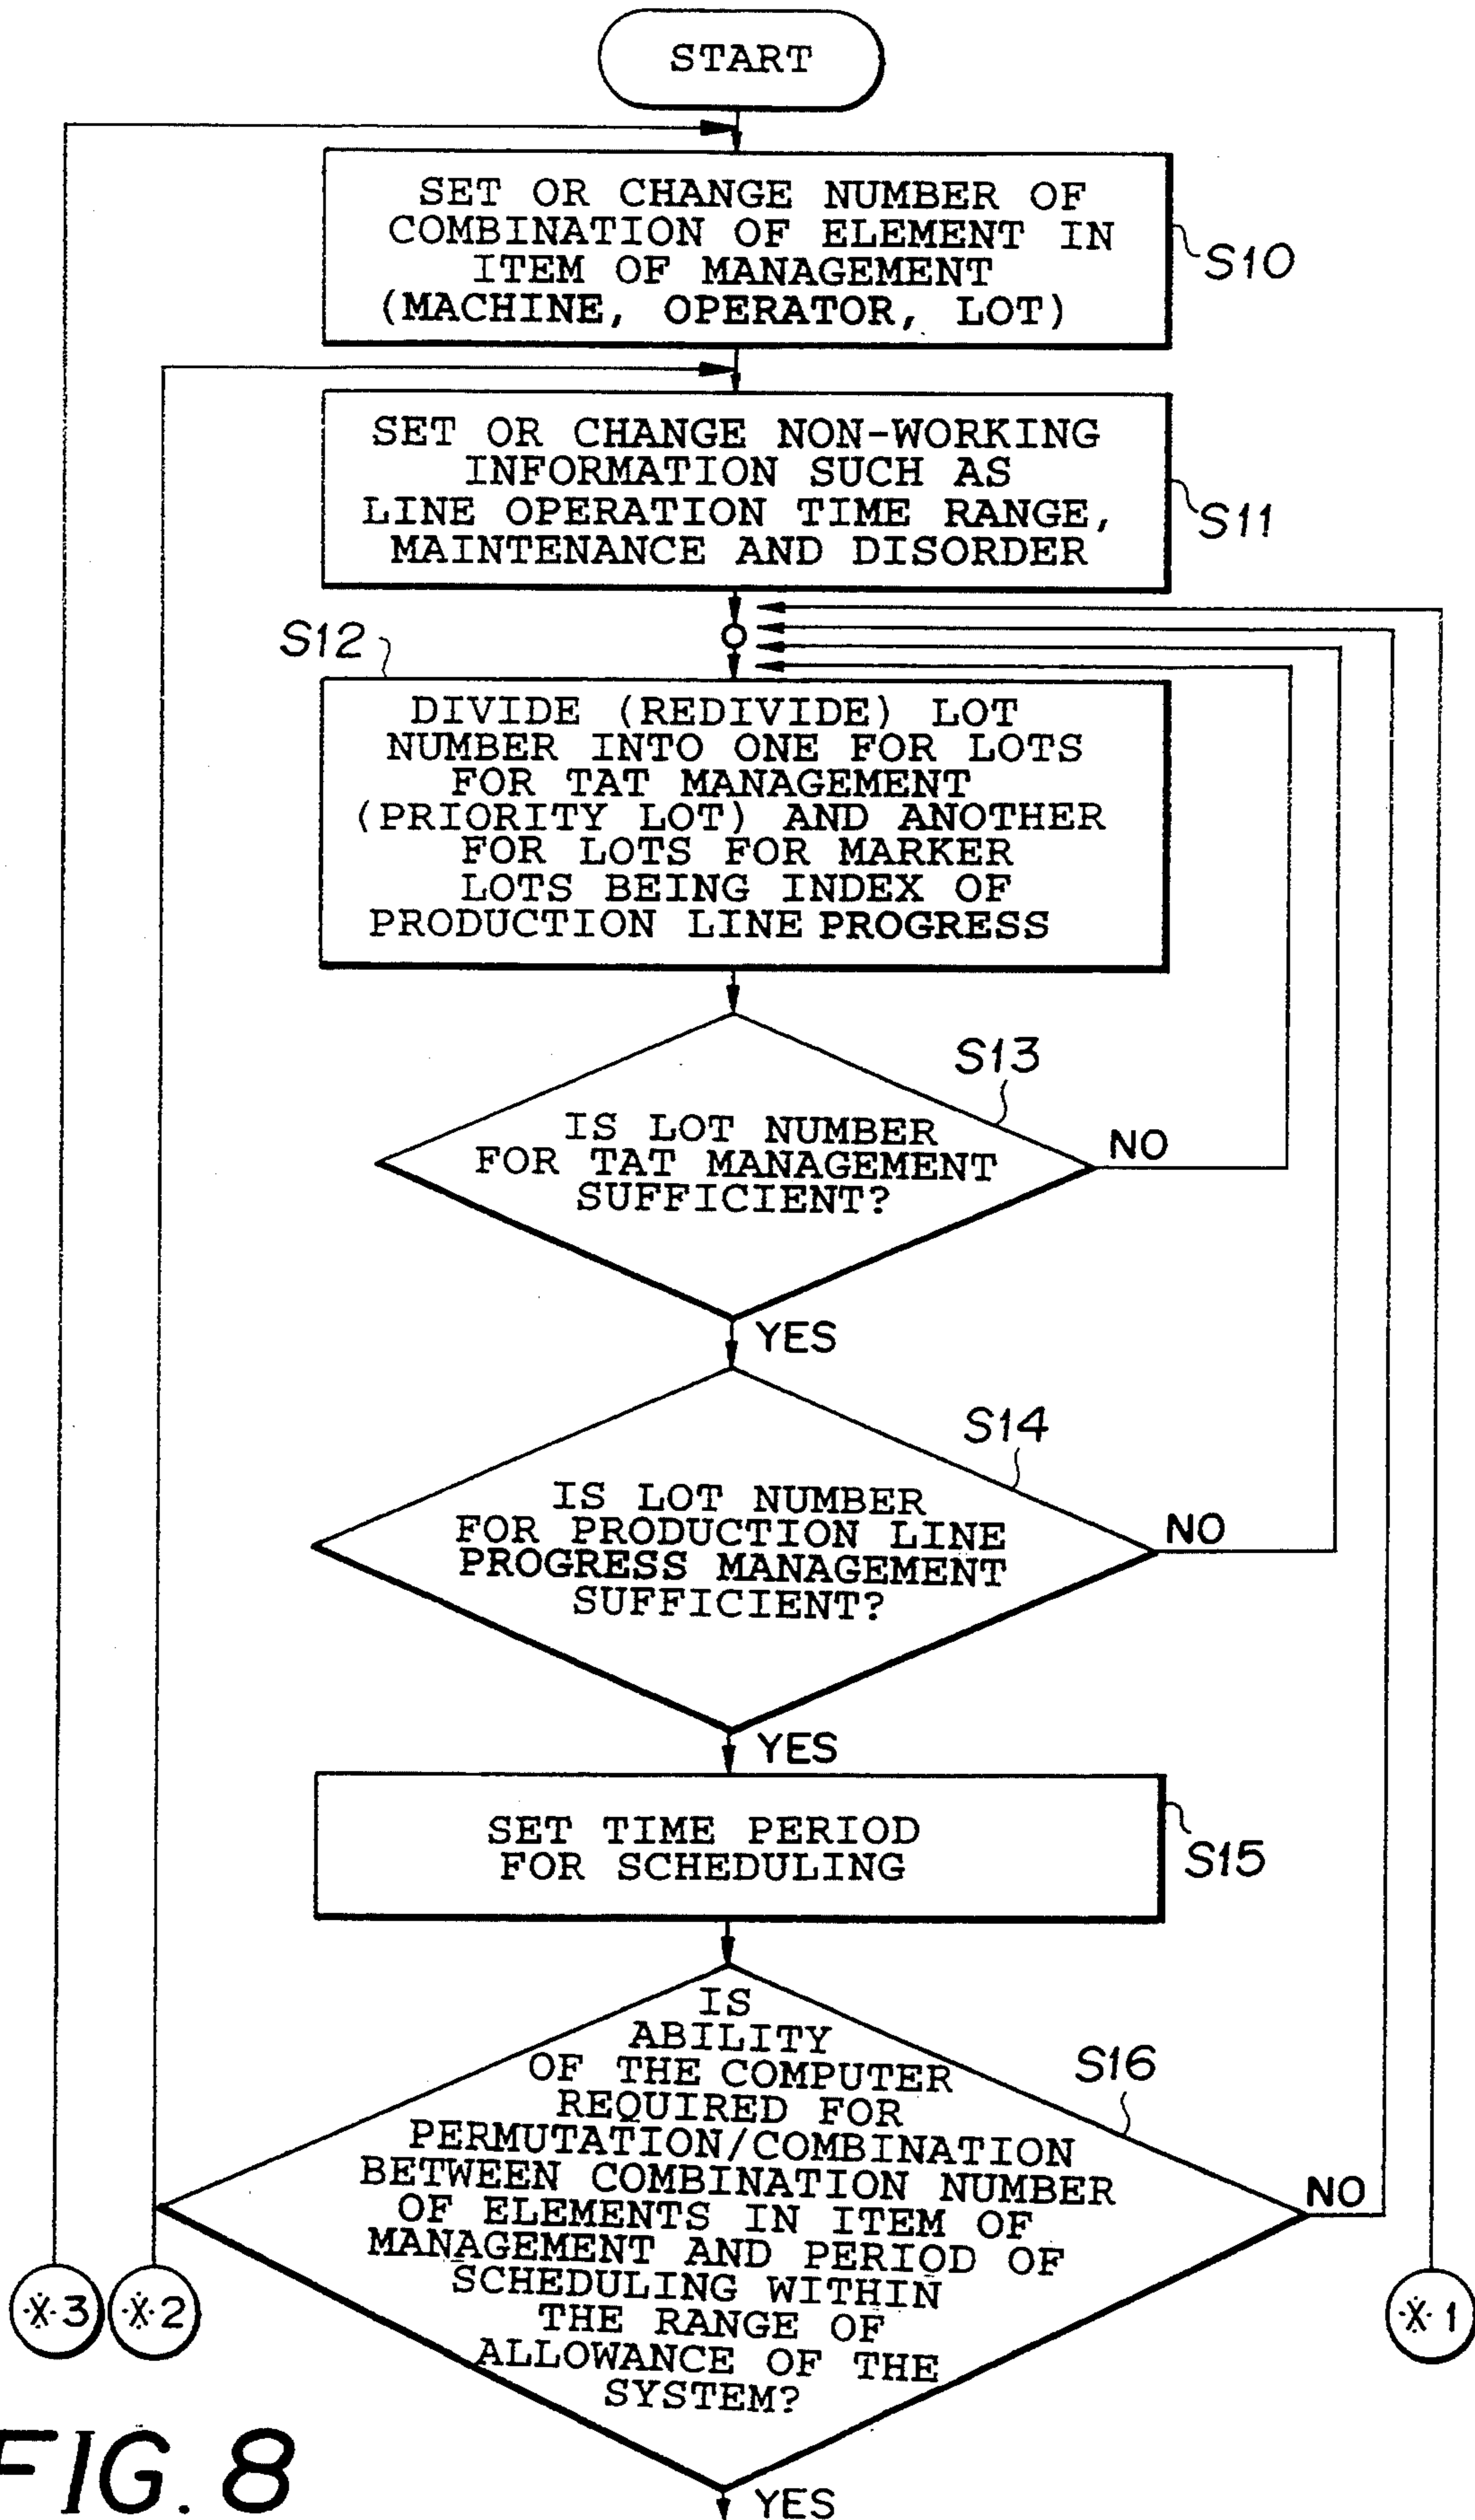 START
SET OR CHANGE NUMBER OF
COMBINATION OF ELEMENT IN
ITEM OF MANAGEMENT
(MACHINE, OPERATOR, LOT)
S10
SET OR CHANGE NON-WORKING
INFORMATION SUCH AS
LINE OPERATION TIME RANGE,
MAINTENANCE AND DISORDER
S11
S12
DIVIDE (REDIVIDE) LOT
NUMBER INTO ONE FOR LOTS
FOR TAT MANAGEMENT
(PRIORITY LOT) AND ANOTHER
FOR LOTS FOR MARKER
LOTS BEING INDEX OF
PRODUCTION LINE PROGRESS
S13
IS LOT NUMBER
FOR TAT MANAGEMENT
SUFFICIENT?
NO
YES
S14
IS LOT NUMBER
FOR PRODUCTION LINE
PROGRESS MANAGEMENT
SUFFICIENT?
NO
YES
SET TIME PERIOD
FOR SCHEDULING
S15
IS
ABILITY
OF THE COMPUTER
REQUIRED FOR
PERMUTATION/COMBINATION
BETWEEN COMBINATION NUMBER
OF ELEMENTS IN ITEM OF
MANAGEMENT AND PERIOD OF
SCHEDULING WITHIN
THE RANGE OF
ALLOWANCE OF THE
SYSTEM?
S16
NO
※3
※2
※1
YES
FIG. 8